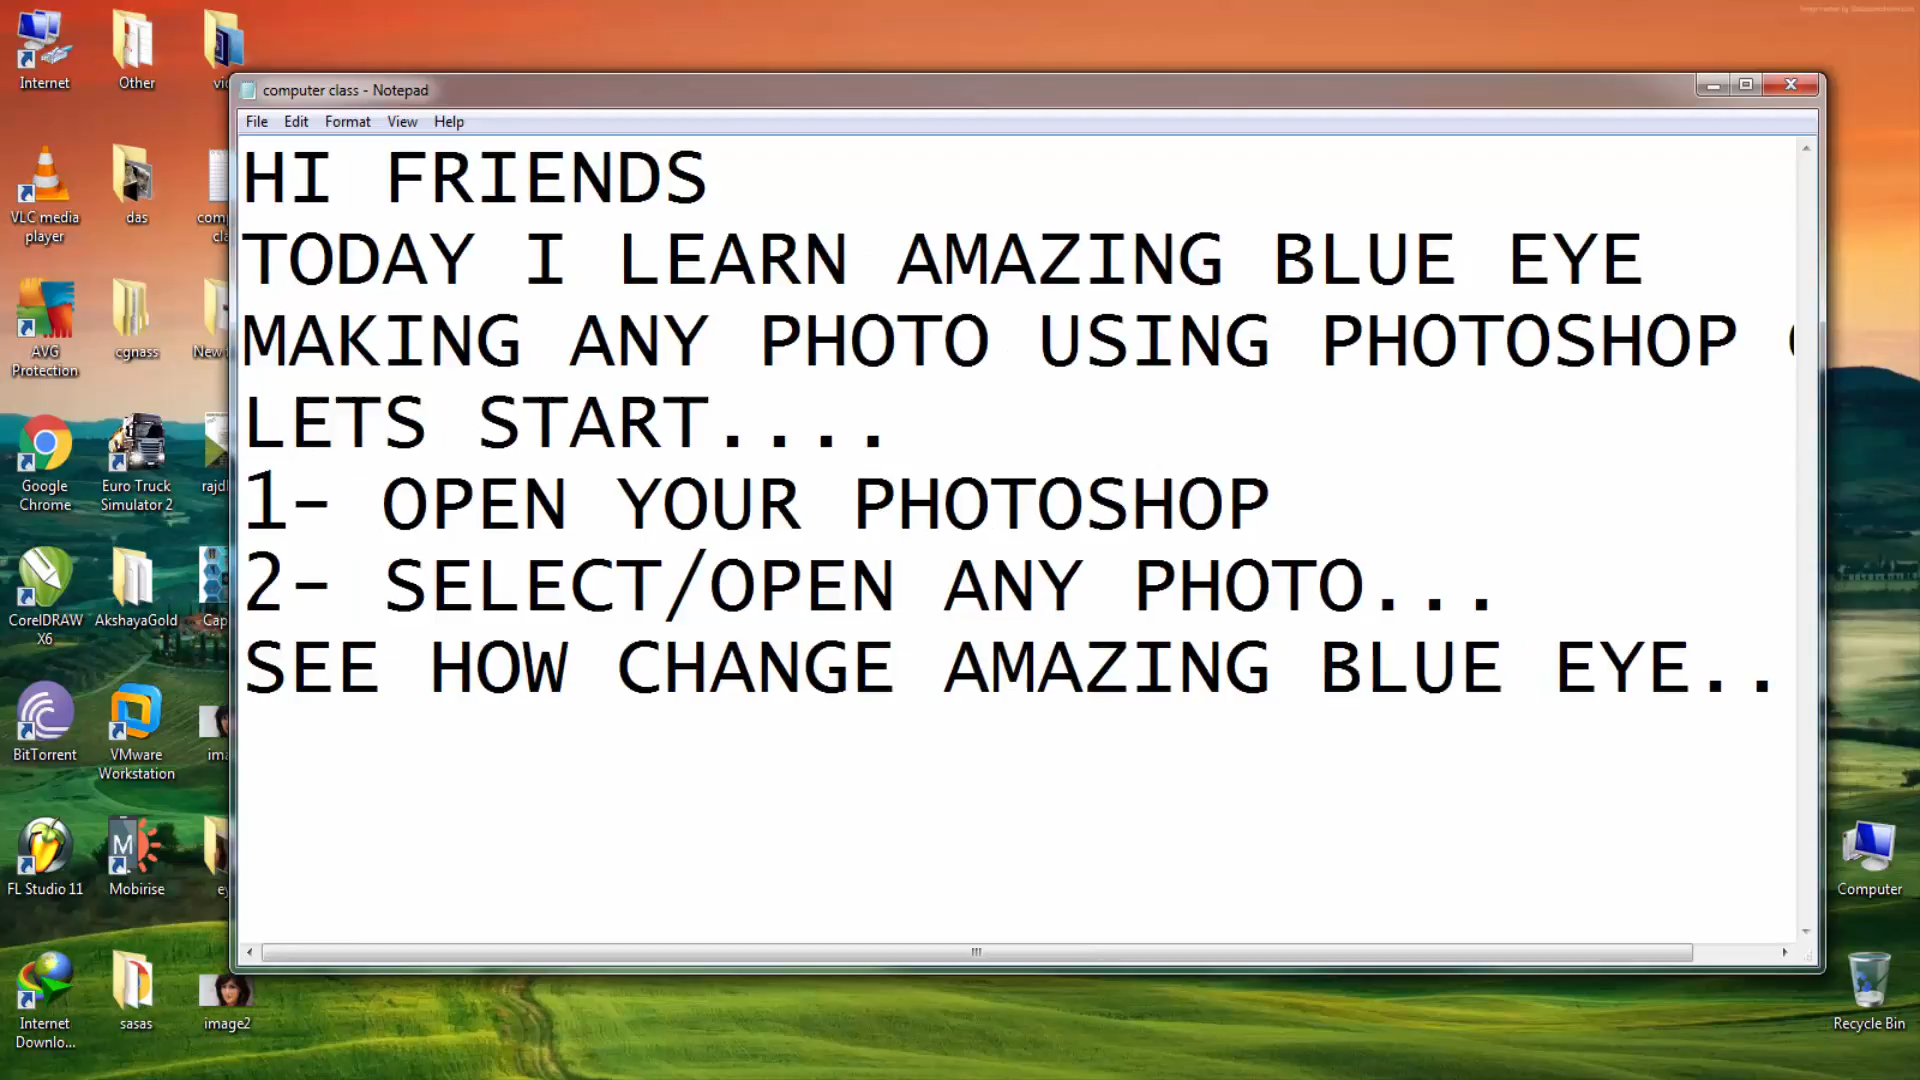 Internet
Other
computer class - Notepad
File Edit Format View Help
HI FRIENDS
TODAY I LEARN AMAZING BLUE EYE
MAKING ANY PHOTO USING PHOTOSHOP
LETS START....
1- OPEN YOUR PHOTOSHOP
2- SELECT/OPEN ANY PHOTO...
SEE HOW CHANGE AMAZING BLUE EYE..
VLC media
player
das
AVG
Protection
cgnass
New
Google
Chrome
Euro Truck
Simulator 2
CorelDRAW
X6
AkshayaGold
BitTorrent
VMware
Workstation
FL Studio 11
Mobirise
M
Internet
Downlo...
sasas
image2
Computer
Recycle Bin